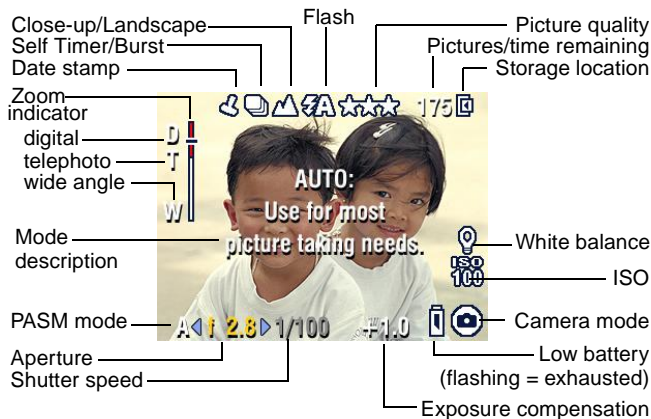 Close-up/Landscape
Self Timer/Burst
Date stamp
Zoom
indicator
digital
telephoto
wide angle
Mode
description
PASM mode
Aperture
Shutter speed
Flash
Picture quality
Pictures/time remaining
Storage location
White balance
ISO
Camera mode
Low battery
(flashing = exhausted)
Exposure compensation
A
175
D
T
W
AUTO:
Use for most
picture taking needs.
ISO
100
A f 2.8 1/100 +1.0